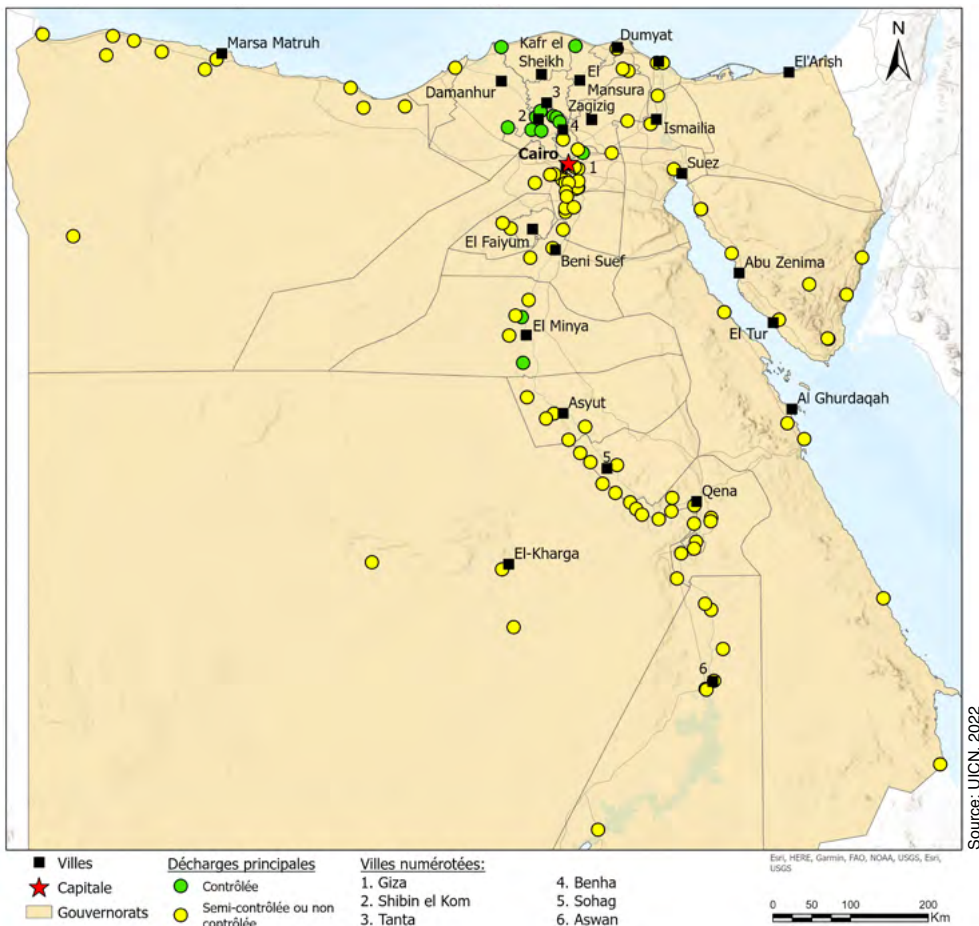 Marsa Matruh
Kafr el
Sheikh
Dumyat
El'Arish
Damanhur
El
Mansura
3
2
Zagizig
4
Ismailia
Cairo
1
Suez
El Faiyum
Beni Suef
Abu Zenima
El Minya
El Tur
Asyut
Al Ghurdaqah
5
Qena
El-Kharga
6
N
Source: UICN, 2022
Esri, HERE, Garmin, FAO, NOAA, USGS, Esri,
USGS
Villes
Capitale
Gouvernorats
Décharges principales
Contrôlée
Semi-contrôlée ou non
contrôlée
Villes numérotées:
1. Giza
2. Shibin el Kom
3. Tanta
4. Benha
5. Sohag
6. Aswan
0 50 100 200
Km